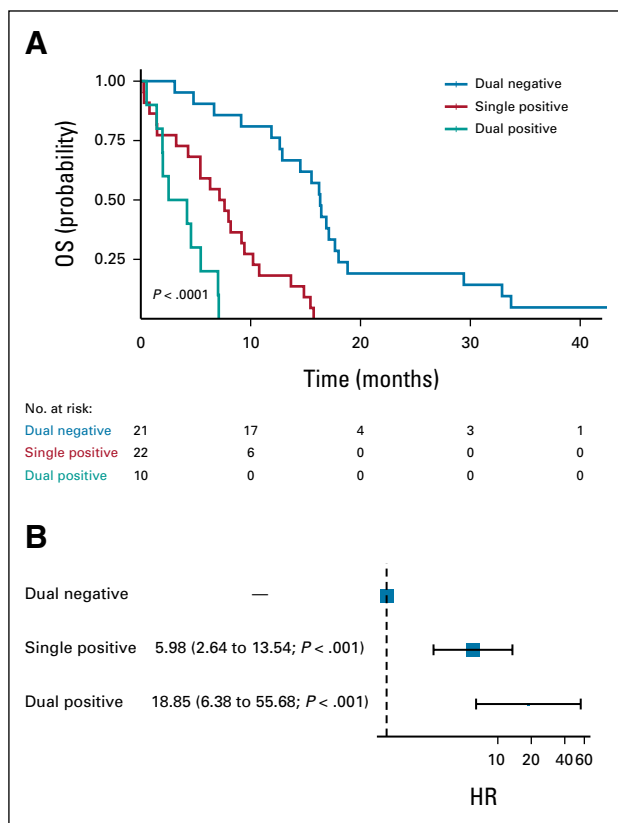 A
OS (probability)
1.00
0.75
0.50
0.25
Dual negative
Single positive
Dual positive
P < .0001
0 10 20 30 40
Time (months)
No. at risk:
Dual negative 21 17 4 3 1
Single positive 22 6 0 0 0
Dual positive 10 0 0 0 0
B
Dual negative —
Single positive 5.98 (2.64 to 13.54; P < .001)
Dual positive 18.85 (6.38 to 55.68; P < .001)
10 20 40 60
HR